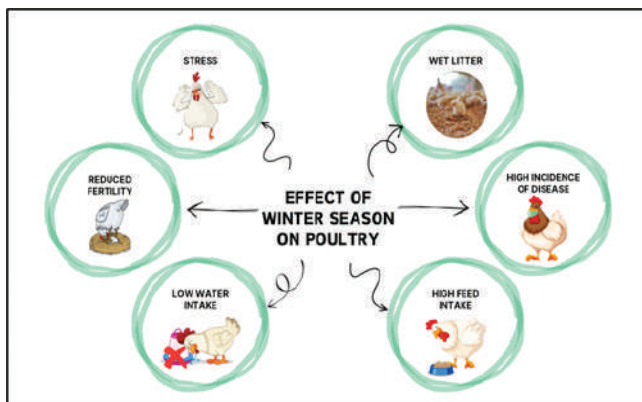 STRESS
WET LITTER
REDUCED
FERTILITY
HIGH INCIDENCE
OF DISEASE
EFFECT OF
WINTER SEASON
ON POULTRY
LOW WATER
INTAKE
HIGH FEED
INTAKE